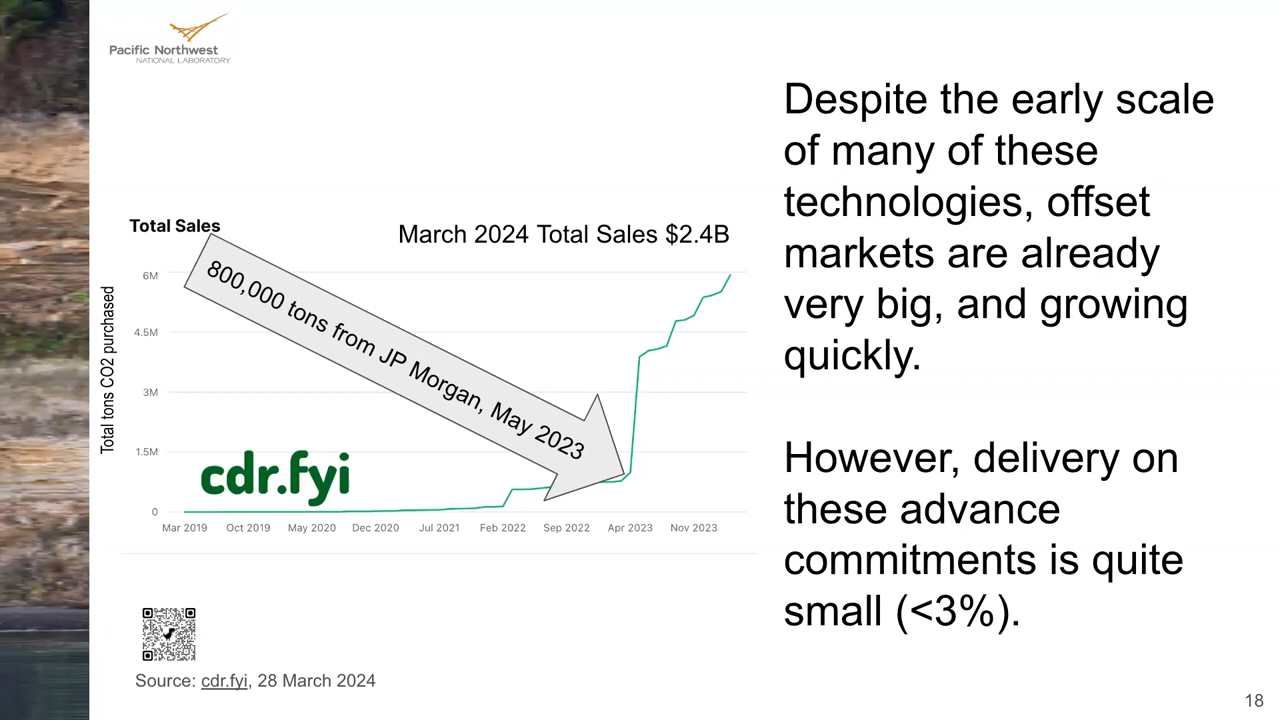 Pacific Northwest
NATIONAL LABORATORY
Despite the early scale
of many of these
technologies, offset
markets are already
very big, and growing
quickly.
However, delivery on
these advance
commitments is quite
small (<3%).
Total Sales
March 2024 Total Sales $2.4B
800,000 tons from JP Morgan, May 2023
Total tons CO2 purchased
6M
4.5M
3M
1.5M
0
cdr.fyi
Mar 2019 Oct 2019 May 2020 Dec 2020 Jul 2021 Feb 2022 Sep 2022 Apr 2023 Nov 2023
Source: cdr.fyi, 28 March 2024
18